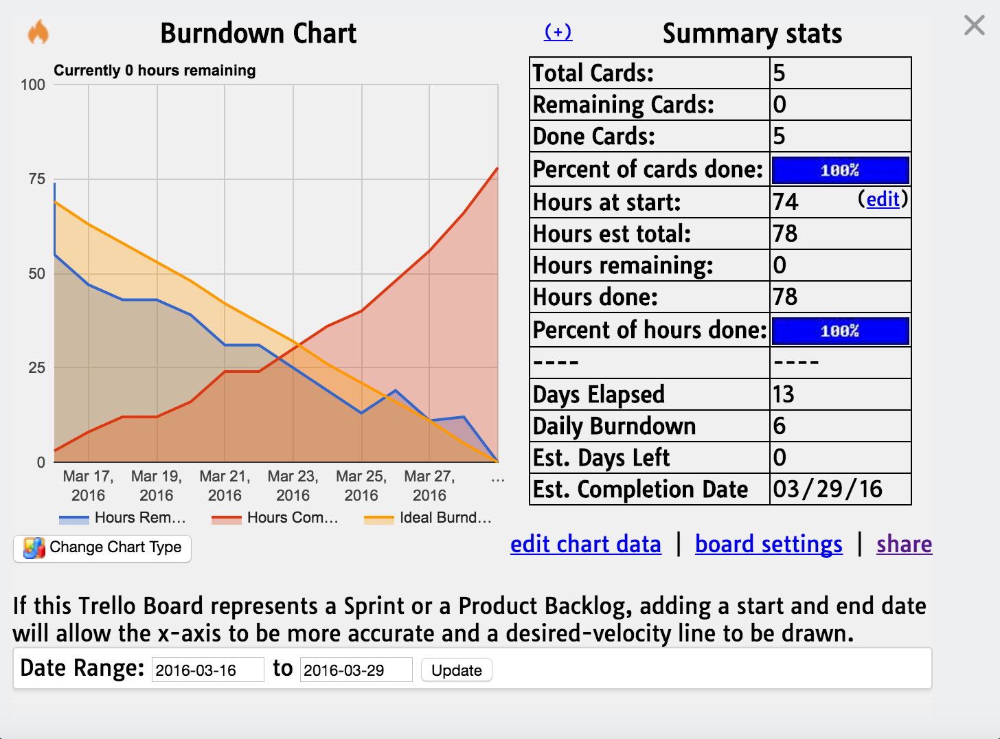 Burndown Chart
Currently 0 hours remaining
100
75
50
25
0
Mar 17, Mar 19, Mar 21, Mar 23, Mar 25, Mar 27, ...
2016 2016 2016 2016 2016 2016
Hours Rem... Hours Com... Ideal Burnd...
Change Chart Type
(+) Summary stats
Total Cards: 5
Remaining Cards: 0
Done Cards: 5
Percent of cards done: 100%
Hours at start: 74 (edit)
Hours est total: 78
Hours remaining: 0
Hours done: 78
Percent of hours done: 100%
---- ----
Days Elapsed 13
Daily Burndown 6
Est. Days Left 0
Est. Completion Date 03/29/16
edit chart data | board settings | share
If this Trello Board represents a Sprint or a Product Backlog, adding a start and end date
will allow the x-axis to be more accurate and a desired-velocity line to be drawn.
Date Range: 2016-03-16 to 2016-03-29 Update